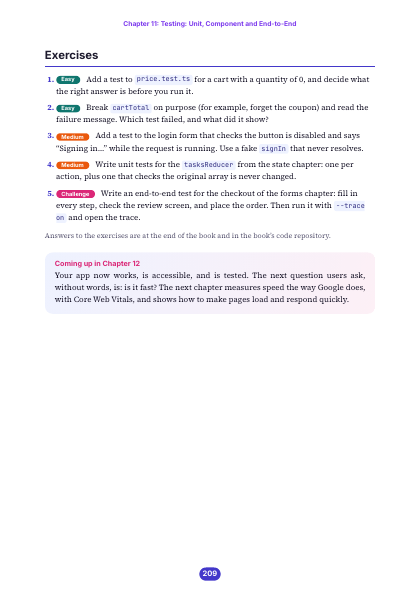 Chapter 11: Testing: Unit, Component and End-to-End
Exercises
1. Easy Add a test to price.test.ts for a cart with a quantity of 0, and decide what
the right answer is before you run it.
2. Easy Break cartTotal on purpose (for example, forget the coupon) and read the
failure message. Which test failed, and what did it show?
3. Medium Add a test to the login form that checks the button is disabled and says
“Signing in…” while the request is running. Use a fake signIn that never resolves.
4. Medium Write unit tests for the tasksReducer from the state chapter: one per
action, plus one that checks the original array is never changed.
5. Challenge Write an end-to-end test for the checkout of the forms chapter: fill in
every step, check the review screen, and place the order. Then run it with --trace
on and open the trace.
Answers to the exercises are at the end of the book and in the book’s code repository.
Coming up in Chapter 12
Your app now works, is accessible, and is tested. The next question users ask,
without words, is: is it fast? The next chapter measures speed the way Google does,
with Core Web Vitals, and shows how to make pages load and respond quickly.
209